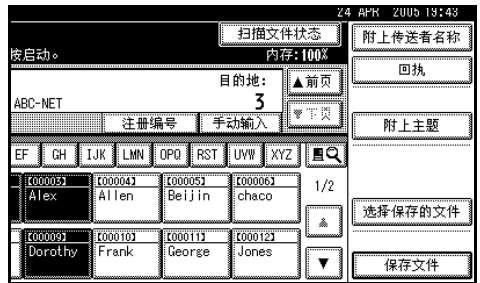 24 APR 2005 19:43
扫描文件状态
附上传送者名称
按启动。
内存:100%
目的地:
▲前页
回执
ABC-NET
3
▼下页
注册编号
手动输入
附上主题
EF GH IJK LMN OPQ RST UVW XYZ
[00003] [00004] [00005] [00006]
Alex Allen Beijin chaco
1/2
选择保存的文件
[00009] [00010] [00011] [00012]
Dorothy Frank George Jones
▲
▼
保存文件